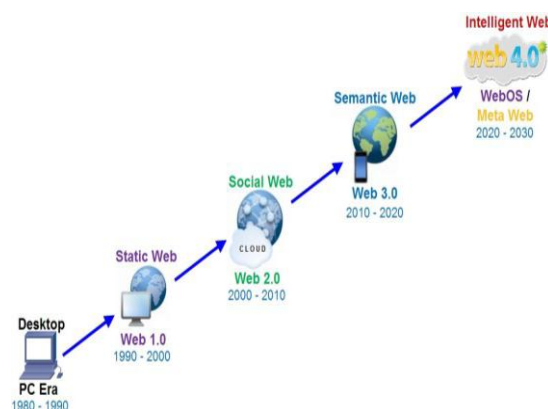 Intelligent Web
web 4.0
WebOS /
Meta Web
2020 - 2030
Semantic Web
Web 3.0
2010 - 2020
Social Web
CLOUD
Web 2.0
2000 - 2010
Static Web
Web 1.0
1990 - 2000
Desktop
PC Era
1980 - 1990